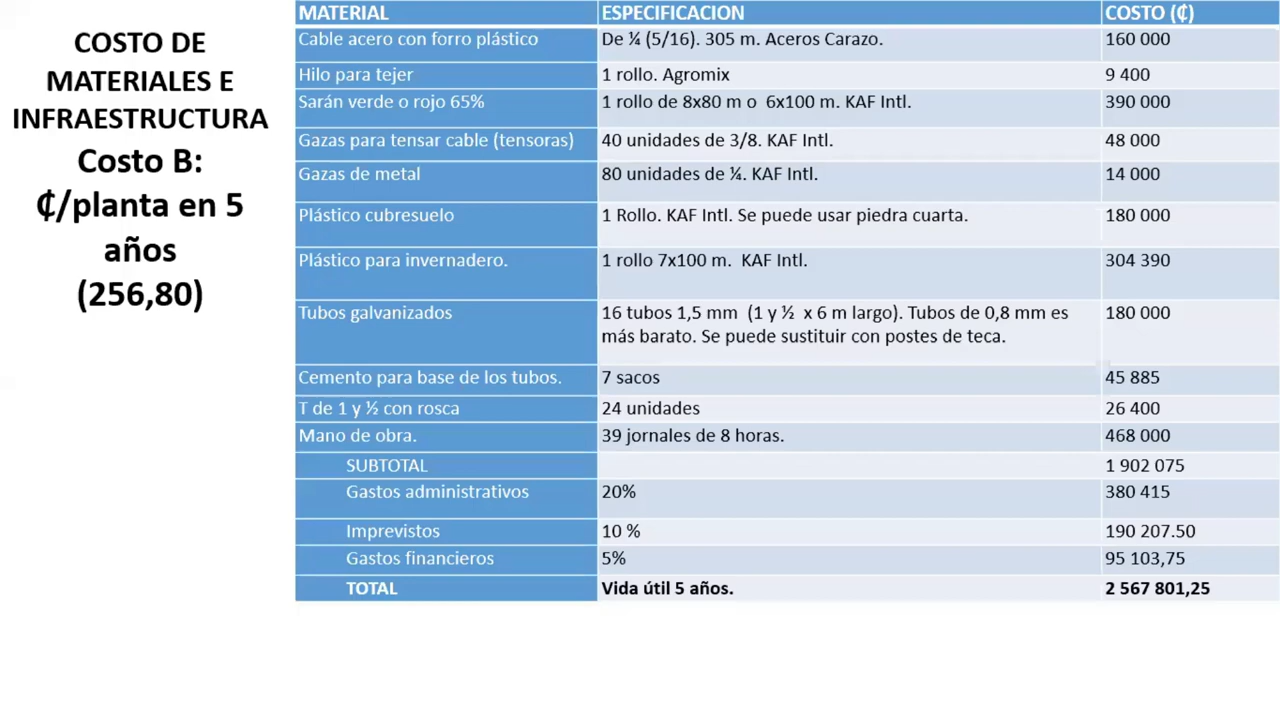 COSTO DE
MATERIALES E
INFRAESTRUCTURA
Costo B:
₡/planta en 5
años
(256,80)
MATERIAL ESPECIFICACION COSTO (₡)
Cable acero con forro plástico De ¼ (5/16). 305 m. Aceros Carazo. 160 000
Hilo para tejer 1 rollo. Agromix 9 400
Sarán verde o rojo 65% 1 rollo de 8x80 m o 6x100 m. KAF Intl. 390 000
Gazas para tensar cable (tensoras) 40 unidades de 3/8. KAF Intl. 48 000
Gazas de metal 80 unidades de ¼. KAF Intl. 14 000
Plástico cubresuelo 1 Rollo. KAF Intl. Se puede usar piedra cuarta. 180 000
Plástico para invernadero. 1 rollo 7x100 m. KAF Intl. 304 390
Tubos galvanizados 16 tubos 1,5 mm (1 y ½ x 6 m largo). Tubos de 0,8 mm es 180 000
más barato. Se puede sustituir con postes de teca.
Cemento para base de los tubos. 7 sacos 45 885
T de 1 y ½ con rosca 24 unidades 26 400
Mano de obra. 39 jornales de 8 horas. 468 000
SUBTOTAL 1 902 075
Gastos administrativos 20% 380 415
Imprevistos 10 % 190 207.50
Gastos financieros 5% 95 103,75
TOTAL Vida útil 5 años. 2 567 801,25